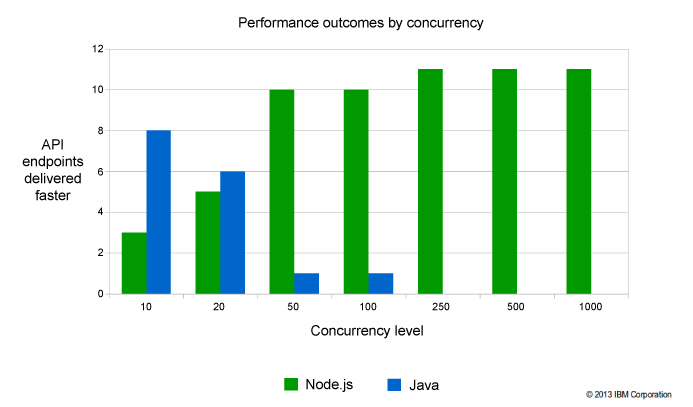 Performance outcomes by concurrency
12
10
8
6
4
2
0
API
endpoints
delivered
faster
10 20 50 100 250 500 1000
Concurrency level
Node.js Java
© 2013 IBM Corporation